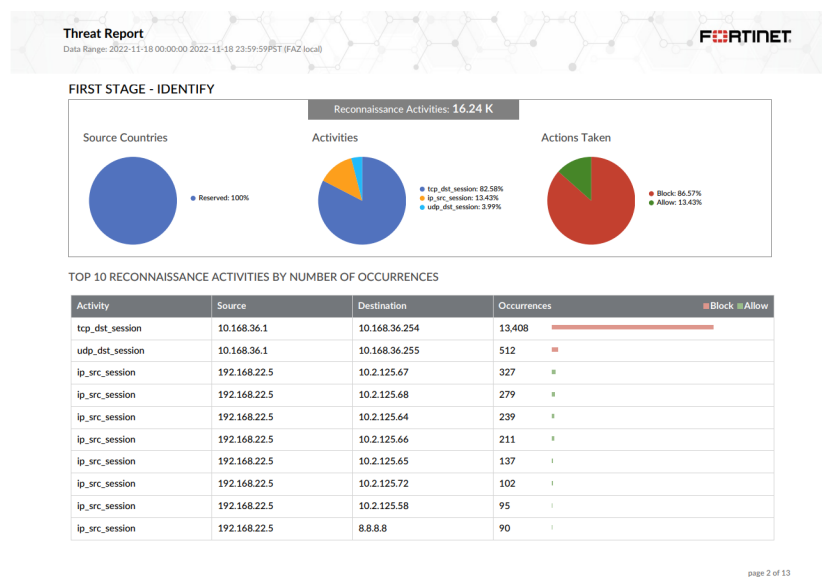 Threat Report
Data Range: 2022-11-18 00:00:00 2022-11-18 23:59:59PST (FAZ local)
FORTINET
FIRST STAGE - IDENTIFY
Reconnaissance Activities: 16.24 K
Source Countries
Reserved: 100%
Activities
tcp_dst_session: 82.58%
ip_src_session: 13.43%
udp_dst_session: 3.99%
Actions Taken
Block: 86.57%
Allow: 13.43%
TOP 10 RECONNAISSANCE ACTIVITIES BY NUMBER OF OCCURRENCES
Activity Source Destination Occurrences Block Allow
tcp_dst_session 10.168.36.1 10.168.36.254 13,408
udp_dst_session 10.168.36.1 10.168.36.255 512
ip_src_session 192.168.22.5 10.2.125.67 327
ip_src_session 192.168.22.5 10.2.125.68 279
ip_src_session 192.168.22.5 10.2.125.64 239
ip_src_session 192.168.22.5 10.2.125.66 211
ip_src_session 192.168.22.5 10.2.125.65 137
ip_src_session 192.168.22.5 10.2.125.72 102
ip_src_session 192.168.22.5 10.2.125.58 95
ip_src_session 192.168.22.5 8.8.8.8 90
page 2 of 13